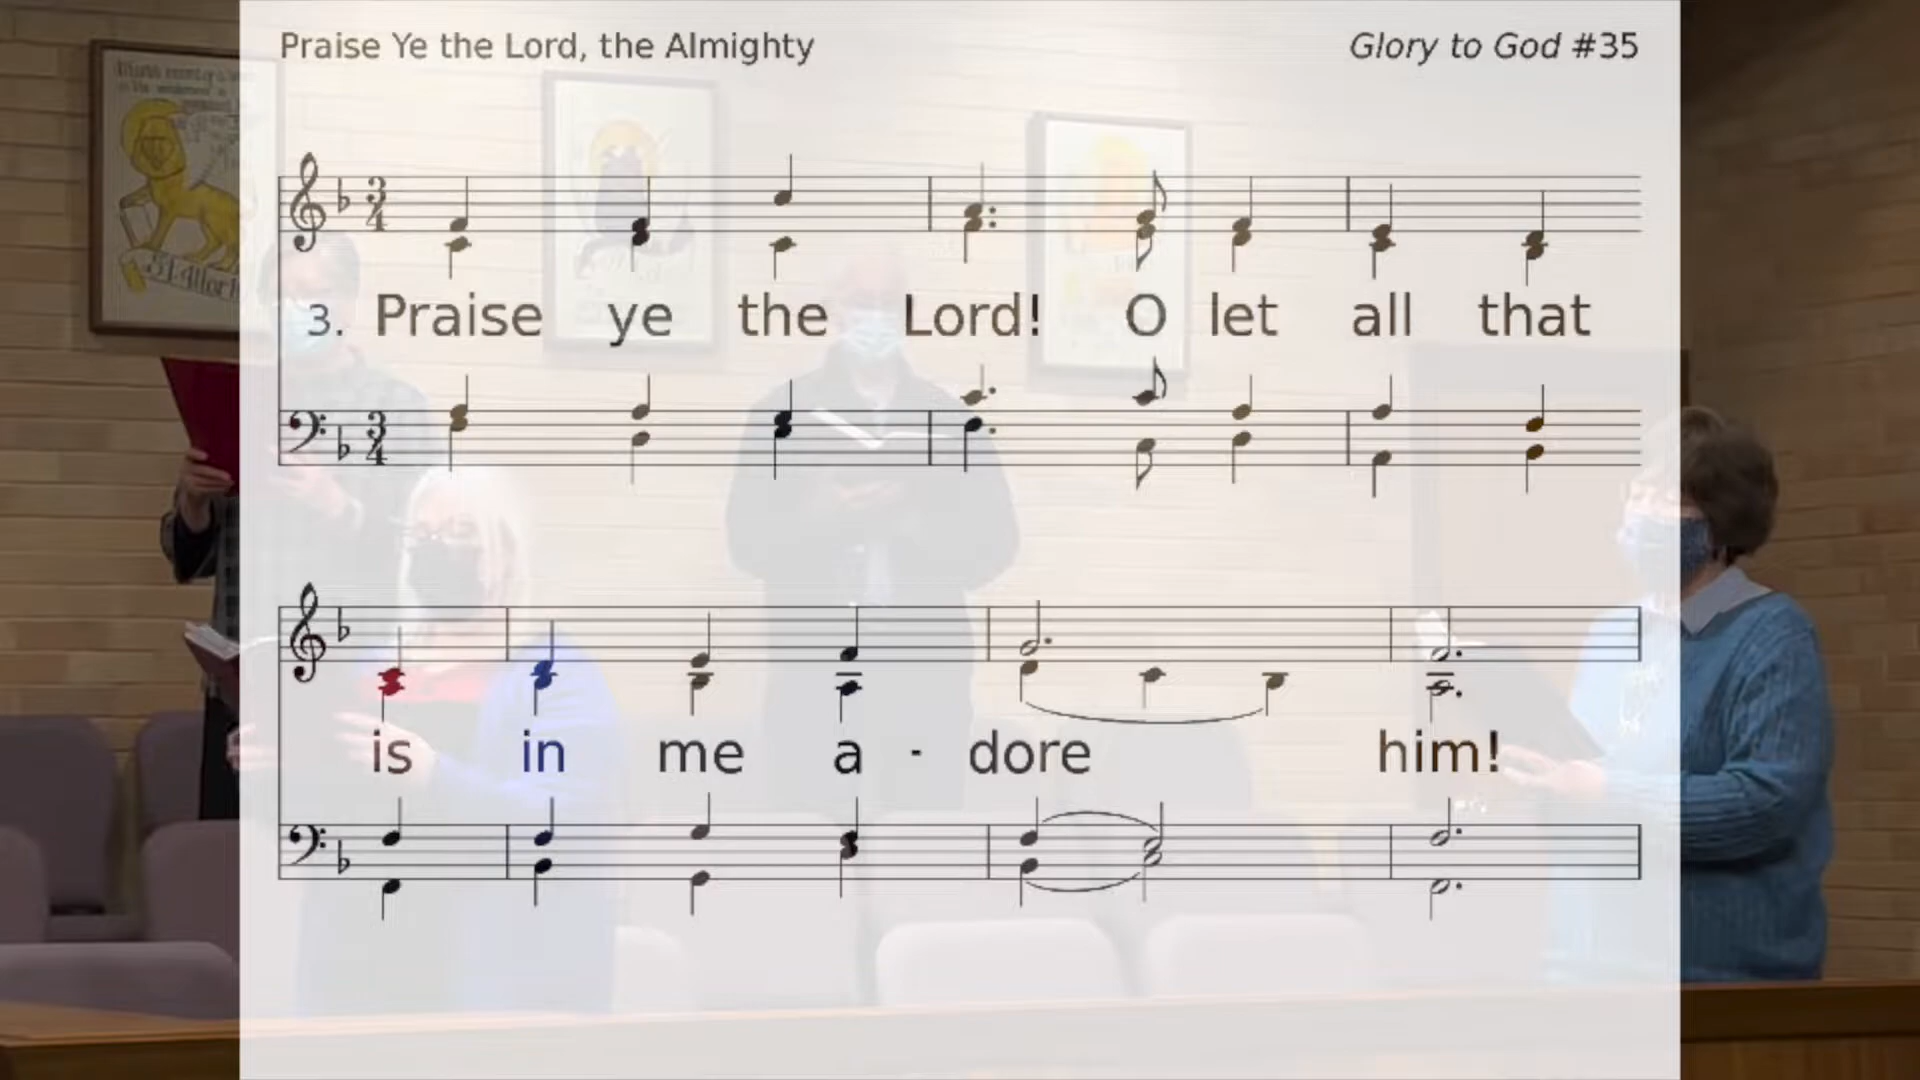 Praise Ye the Lord, the Almighty
Glory to God #35
3. Praise ye the Lord! O let all that
is in me a - dore him!